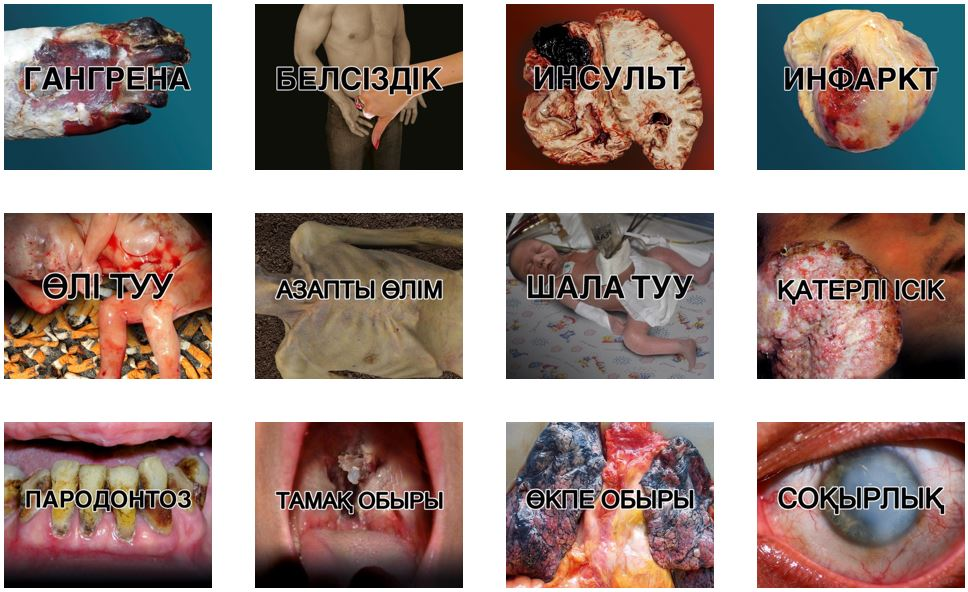 ГАНГРЕНА
БЕЛСІЗДІК
ИНСУЛЬТ
ИНФАРКТ
ӨЛІ ТУУ
АЗАПТЫ ӨЛІМ
ШАЛА ТУУ
ҚАТЕРЛІ ІСІК
ПАРОДОНТОЗ
ТАМАҚ ОБЫРЫ
ӨКПЕ ОБЫРЫ
СОҚЫРЛЫҚ